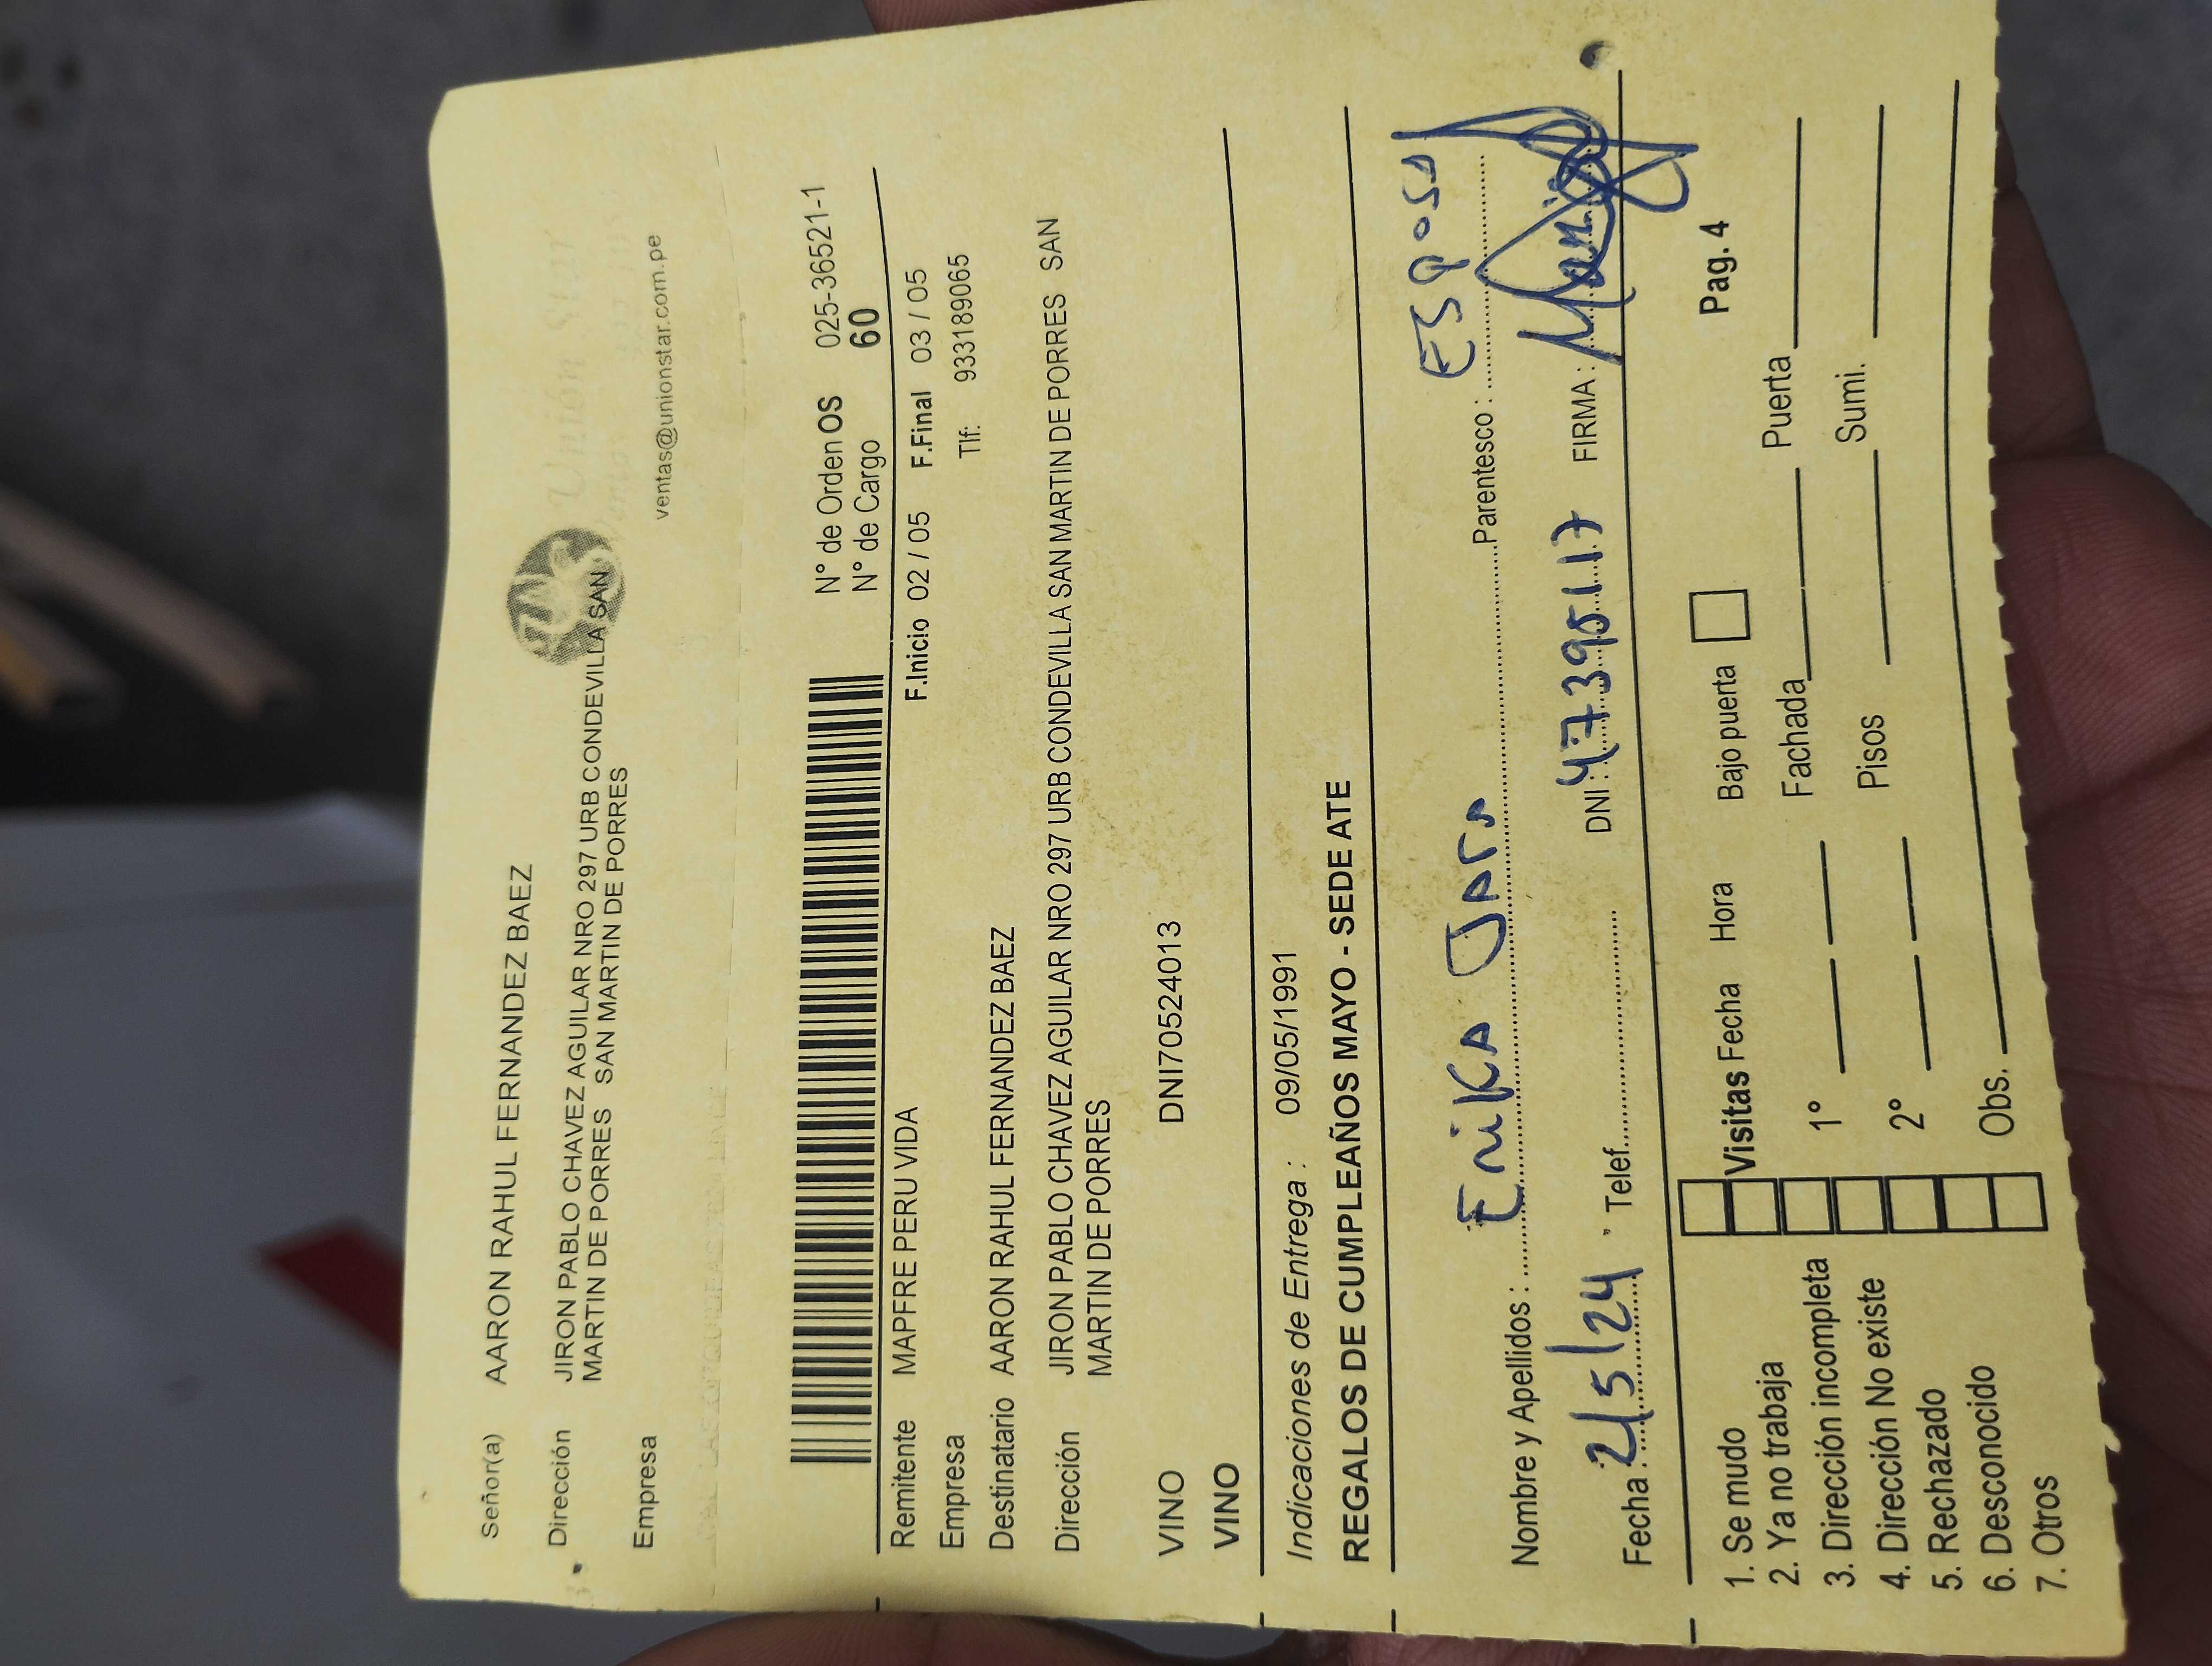 Señor(a) AARON RAHUL FERNANDEZ BAEZ
Dirección JIRON PABLO CHAVEZ AGUILAR NRO 297 URB CONDEVILLA SAN
MARTIN DE PORRES SAN MARTIN DE PORRES
Empresa
Unión Star
ventas@unionstar.com.pe
N° de Orden OS 025-36521-1
N° de Cargo 60
Remitente MAPFRE PERU VIDA F.Inicio 02 / 05 F.Final 03 / 05
Empresa Tlf: 933189065
Destinatario AARON RAHUL FERNANDEZ BAEZ
Dirección JIRON PABLO CHAVEZ AGUILAR NRO 297 URB CONDEVILLA SAN MARTIN DE PORRES SAN
MARTIN DE PORRES
VINO DNI70524013
VINO
Indicaciones de Entrega : 09/05/1991
REGALOS DE CUMPLEAÑOS MAYO - SEDE ATE
Nombre y Apellidos : Erika Jara Parentesco : ESPOSA
Fecha : 2/5/24 Telef. DNI : 47395117 FIRMA :
Pag. 4
1. Se mudo Visitas Fecha Hora Bajo puerta
2. Ya no trabaja
3. Dirección incompleta 1° Fachada Puerta
4. Dirección No existe
5. Rechazado 2° Pisos Sumi.
6. Desconocido
7. Otros Obs.